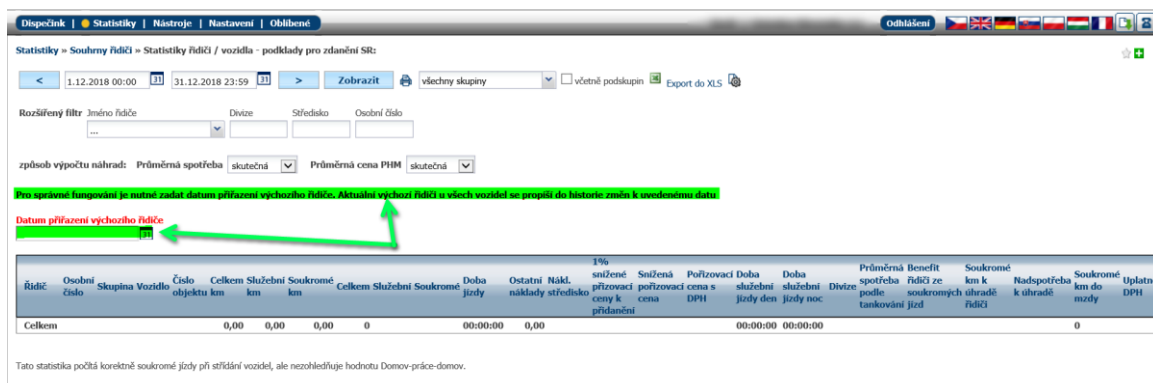 Dispečink | Statistiky | Nástroje | Nastavení | Oblíbené Odhlášení
Statistiky » Souhrny řidiči » Statistiky řidiči / vozidla - podklady pro zdanění SR:
< 1.12.2018 00:00 31 31.12.2018 23:59 31 > Zobrazit všechny skupiny včetně podskupin Export do XLS
Rozšířený filtr Jméno řidiče Divize Středisko Osobní číslo
...
způsob výpočtu náhrad: Průměrná spotřeba skutečná Průměrná cena PHM skutečná
Pro správné fungování je nutné zadat datum přiřazení výchozího řidiče. Aktuální výchozí řidiči u všech vozidel se propíší do historie změn k uvedenému datu
Datum přiřazení výchozího řidiče
31
1% Průměrná Benefit Soukromé
snížené Snížená Pořizovací Doba Doba spotřeba řidiči ze km k Soukromé
Řidič Osobní číslo Skupina Vozidlo Číslo objektu Celkem km Služební km Soukromé km Celkem Služební Soukromé Doba jízdy Ostatní náklady Nákl. středisko přizovací pořizovací cena s služební služební Divize podle soukromých úhradě Nadspotřeba k úhradě km do mzdy Uplatn DPH
ceny k cena DPH jízdy den jízdy noc tankování jízd řidiči
přidanění
Celkem 0,00 0,00 0,00 0 00:00:00 0,00 00:00:00 00:00:00 0
Tato statistika počítá korektně soukromé jízdy při střídání vozidel, ale nezohledňuje hodnotu Domov-práce-domov.